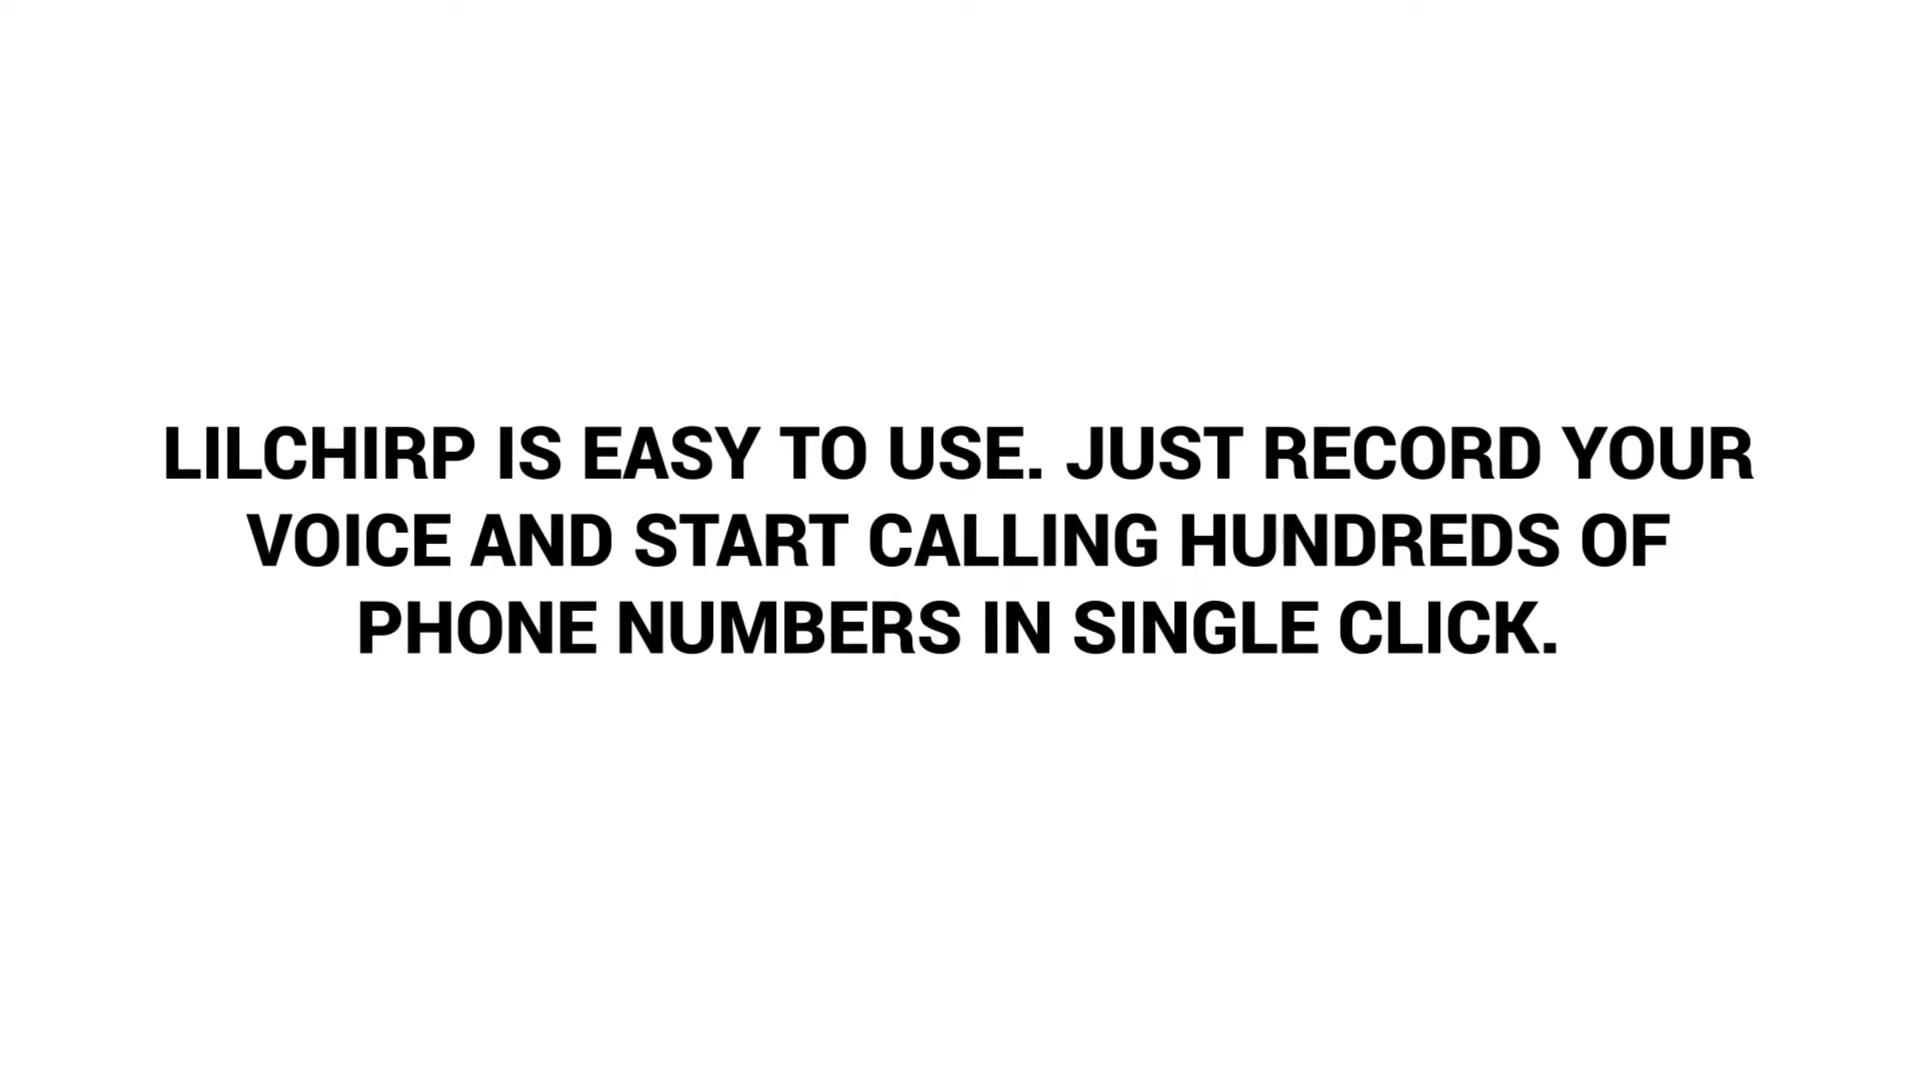 LILCHIRP IS EASY TO USE. JUST RECORD YOUR
VOICE AND START CALLING HUNDREDS OF
PHONE NUMBERS IN SINGLE CLICK.